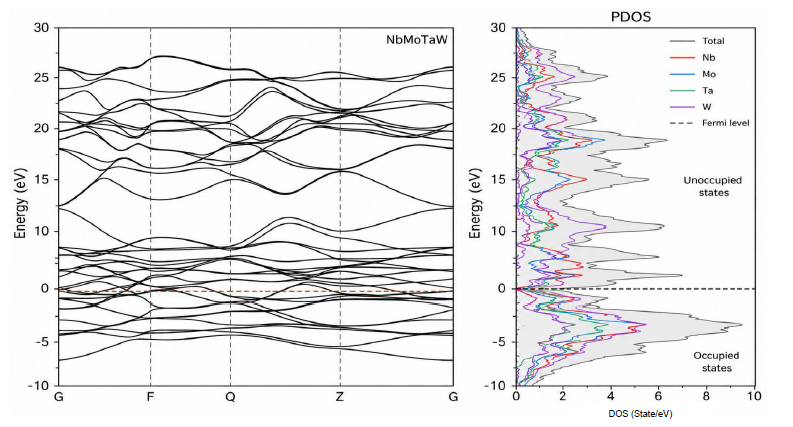 PDOS
NbMoTaW
30
25
20
15
10
0
-5
-10
Energy (eV)
G
F
Q
Z
G
30
25
20
15
10
0
-5
-10
Energy (eV)
Total
Nb
Mo
Ta
W
Fermi level
Unoccupied
states
Occupied
states
0
2
4
6
8
10
DOS (State/eV)